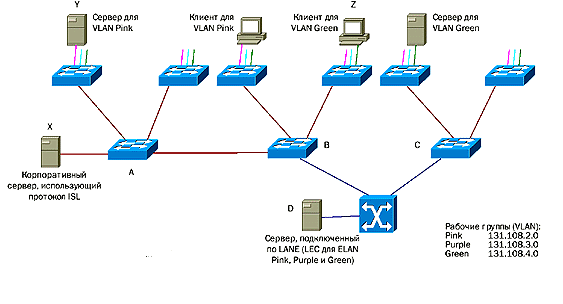 Y
Z
Сервер для
VLAN Pink
Клиент для
VLAN Pink
Клиент для
VLAN Green
Сервер для
VLAN Green
X
A
B
C
Корпоративный
сервер, использующий
протокол ISL
D
Сервер, подключенный
по LANE (LEC для ELAN
Pink, Purple и Green)
Рабочие группы (VLAN):
Pink 131.108.2.0
Purple 131.108.3.0
Green 131.108.4.0